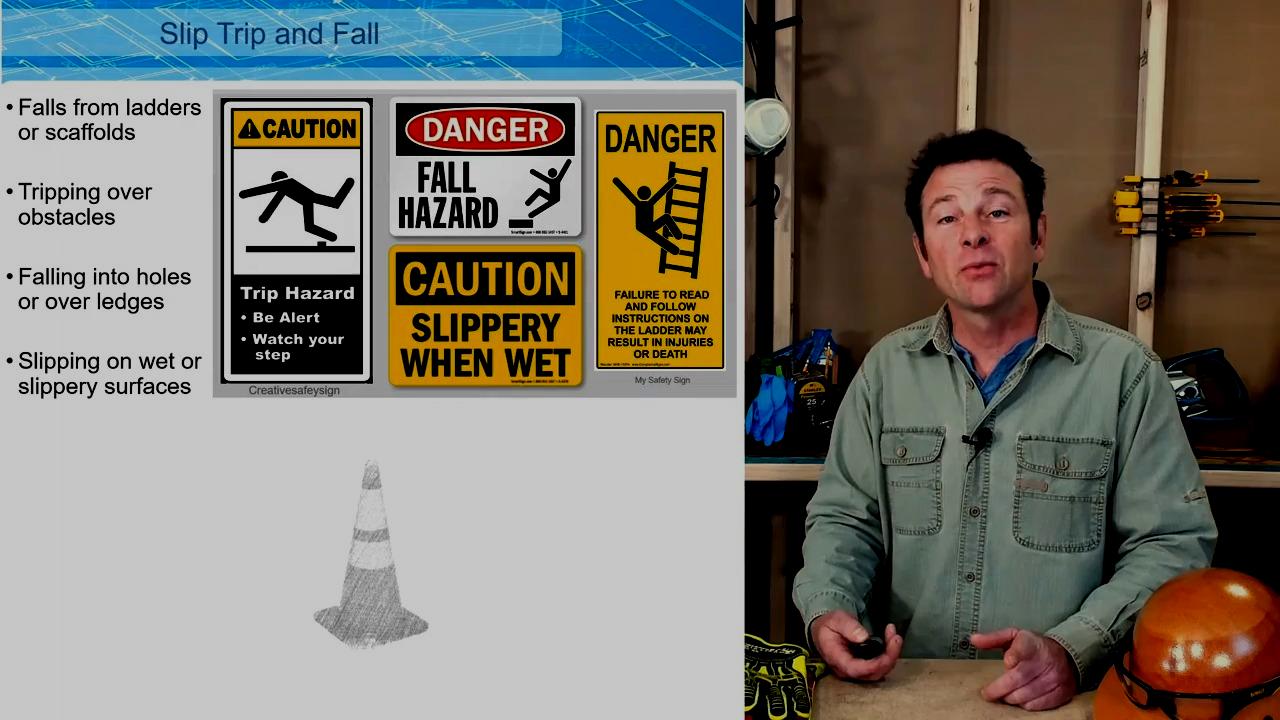 Slip Trip and Fall
• Falls from ladders
or scaffolds
• Tripping over
obstacles
• Falling into holes
or over ledges
• Slipping on wet or
slippery surfaces
CAUTION
Trip Hazard
• Be Alert
• Watch your
step
Creativesafeysign
DANGER
FALL
HAZARD
CAUTION
SLIPPERY
WHEN WET
DANGER
FAILURE TO READ
AND FOLLOW
INSTRUCTIONS ON
THE LADDER MAY
RESULT IN INJURIES
OR DEATH
My Safety Sign
25